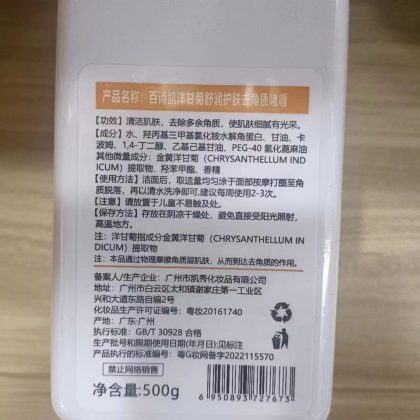 产品名称：百诗凯洋甘菊舒润护肤去角质啫喱
【功效】清洁肌肤，去除多余角质，使肌肤细腻有光采。
【成分】水、羟丙基三甲基氯化铵水解角蛋白、甘油、卡
波姆、1,4-丁二醇、乙基己基甘油、PEG-40 氢化蓖麻油
其他微量成分：金黄洋甘菊（CHRYSANTHELLUM IND
ICUM）提取物、羟苯甲酯、香精
【使用方法】洁面后，取适量均匀涂于面部按摩打圈至角
质脱落，再以清水洗净即可,建议每周使用2-3次。
【注意】请放置于儿童不易触及处。
【保存方法】存放在阴凉干燥处，避免直接受阳光照射，
高温地方。
注：洋甘菊指成分金黄洋甘菊（CHRYSANTHELLUM IN
DICUM）提取物
注：本品通过物理摩擦角质层肌肤，从而到达去角质的作用。
备案人/生产企业：广州市凯秀化妆品有限公司
地址：广州市白云区太和镇谢家庄第一工业区
兴和大道东路自编2号
化妆品生产许可证编号：粤妆20161740
产地：广东·广州
执行标准：GB/T 30928 合格
生产批号和限期使用日期(年月日):见标注
产品执行的标准编号：粤G妆网备字2022115570
禁止网络销售
净含量:500g
6950893727673